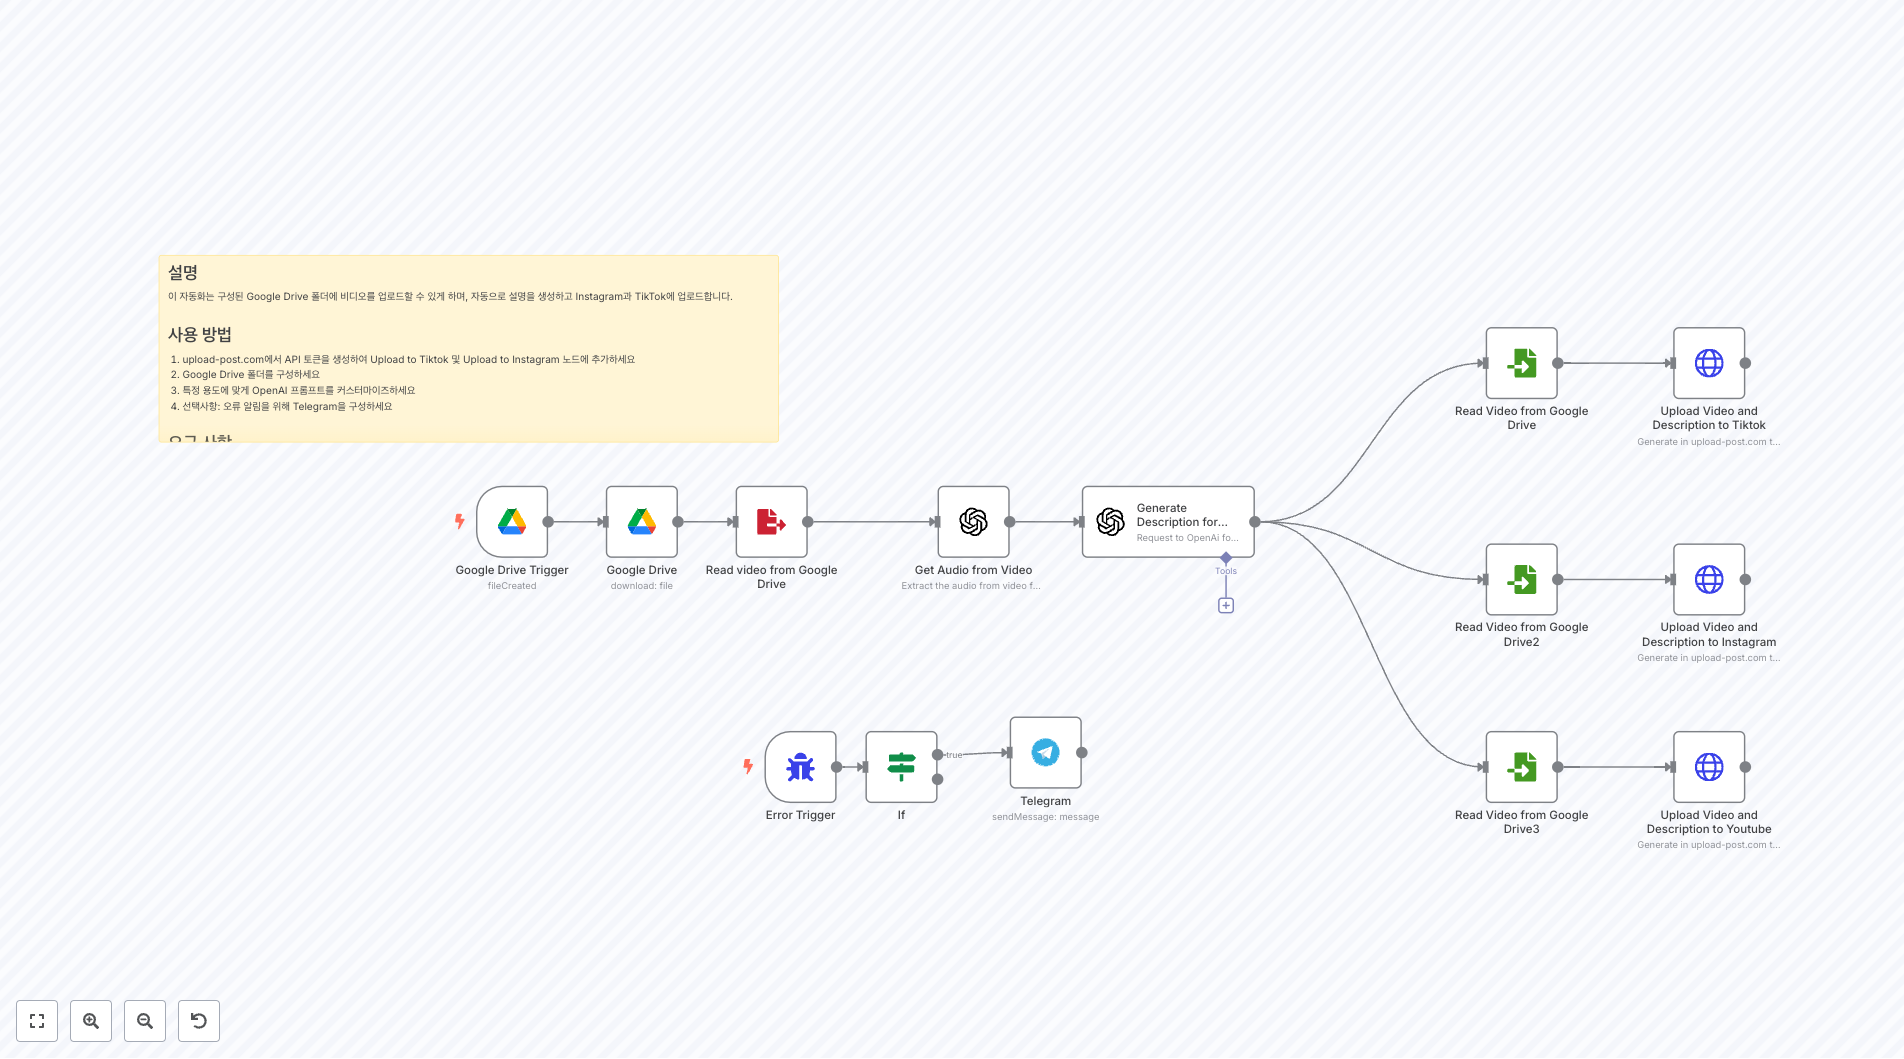 설명
이 자동화는 구성된 Google Drive 폴더에 비디오를 업로드할 수 있게 하며, 자동으로 설명을 생성하고 Instagram과 TikTok에 업로드합니다.
사용 방법
1. upload-post.com에서 API 토큰을 생성하여 Upload to Tiktok 및 Upload to Instagram 노드에 추가하세요
2. Google Drive 폴더를 구성하세요
3. 특정 용도에 맞게 OpenAI 프롬프트를 커스터마이즈하세요
4. 선택사항: 오류 알림을 위해 Telegram을 구성하세요
요구 사항
Google Drive Trigger
fileCreated
Google Drive
download: file
Read video from Google
Drive
Get Audio from Video
Extract the audio from video f...
Generate
Description for...
Request to OpenAi fo...
Tools
Read Video from Google
Drive
Upload Video and
Description to Tiktok
Generate in upload-post.com t...
Read Video from Google
Drive2
Upload Video and
Description to Instagram
Generate in upload-post.com t...
Read Video from Google
Drive3
Upload Video and
Description to Youtube
Generate in upload-post.com t...
Error Trigger
If
true
Telegram
sendMessage: message